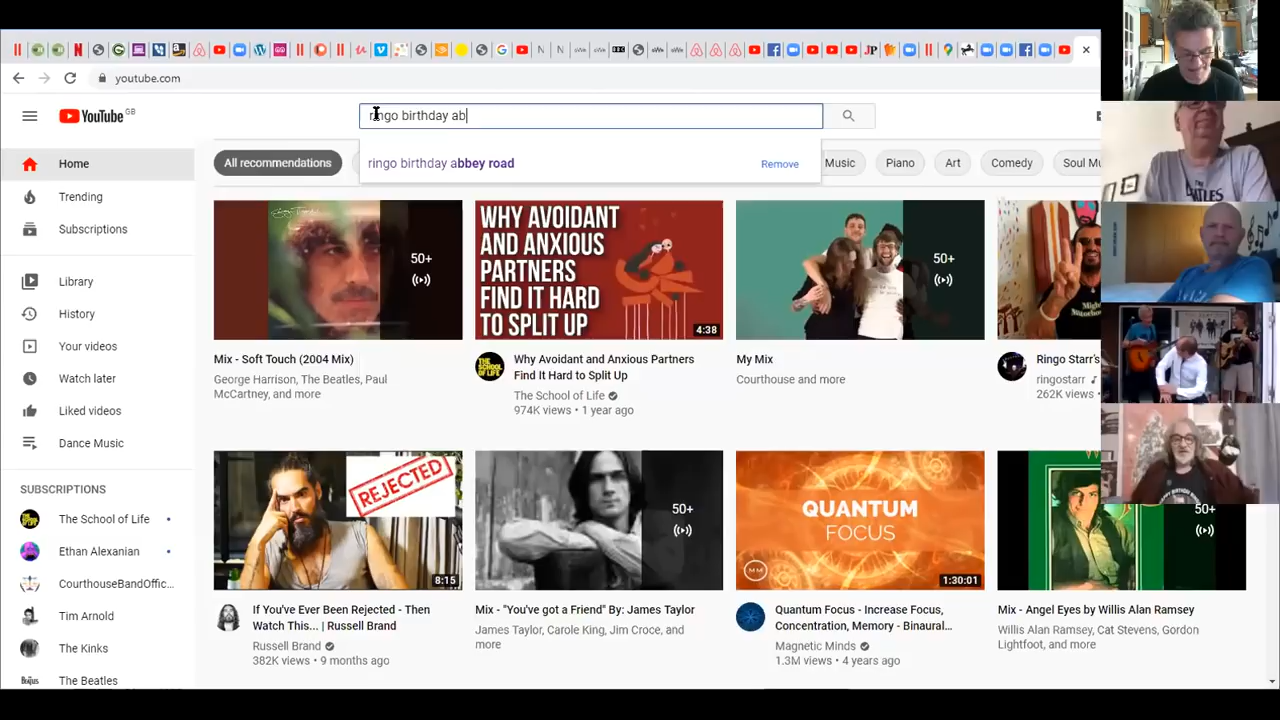 youtube.com
YouTube GB
ringo birthday ab
ringo birthday abbey road
Remove
All recommendations
Music
Piano
Art
Comedy
Soul Mu
Home
Trending
Subscriptions
Library
History
Your videos
Watch later
Liked videos
Dance Music
SUBSCRIPTIONS
The School of Life
Ethan Alexanian
CourthouseBandOffic...
Tim Arnold
The Kinks
The Beatles
50+
WHY AVOIDANT
AND ANXIOUS
PARTNERS
FIND IT HARD
TO SPLIT UP
4:38
50+
Mix - Soft Touch (2004 Mix)
George Harrison, The Beatles, Paul
McCartney, and more
THE SCHOOL OF LIFE
Why Avoidant and Anxious Partners
Find It Hard to Split Up
The School of Life
974K views • 1 year ago
My Mix
Courthouse and more
Ringo Starr's
ringostarr
262K views
REJECTED
8:15
50+
QUANTUM
FOCUS
MM
1:30:01
50+
If You've Ever Been Rejected - Then
Watch This... | Russell Brand
Russell Brand
382K views • 9 months ago
Mix - "You've got a Friend" By: James Taylor
James Taylor, Carole King, Jim Croce, and
more
Quantum Focus - Increase Focus,
Concentration, Memory - Binaural...
Magnetic Minds
1.3M views • 4 years ago
Mix - Angel Eyes by Willis Alan Ramsey
Willis Alan Ramsey, Cat Stevens, Gordon
Lightfoot, and more
THE
BEATLES